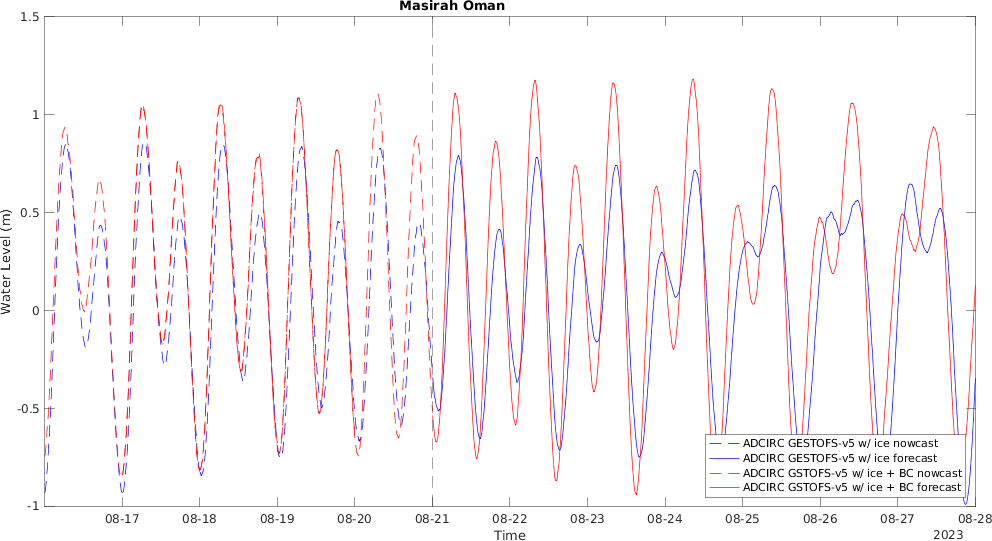 Masirah Oman
1.5
1
0.5
0
-0.5
-1
Water Level (m)
ADCIRC GESTOFS-v5 w/ ice nowcast
ADCIRC GESTOFS-v5 w/ ice forecast
ADCIRC GSTOFS-v5 w/ ice + BC nowcast
ADCIRC GSTOFS-v5 w/ ice + BC forecast
08-17 08-18 08-19 08-20 08-21 08-22 08-23 08-24 08-25 08-26 08-27 08-28
Time
2023